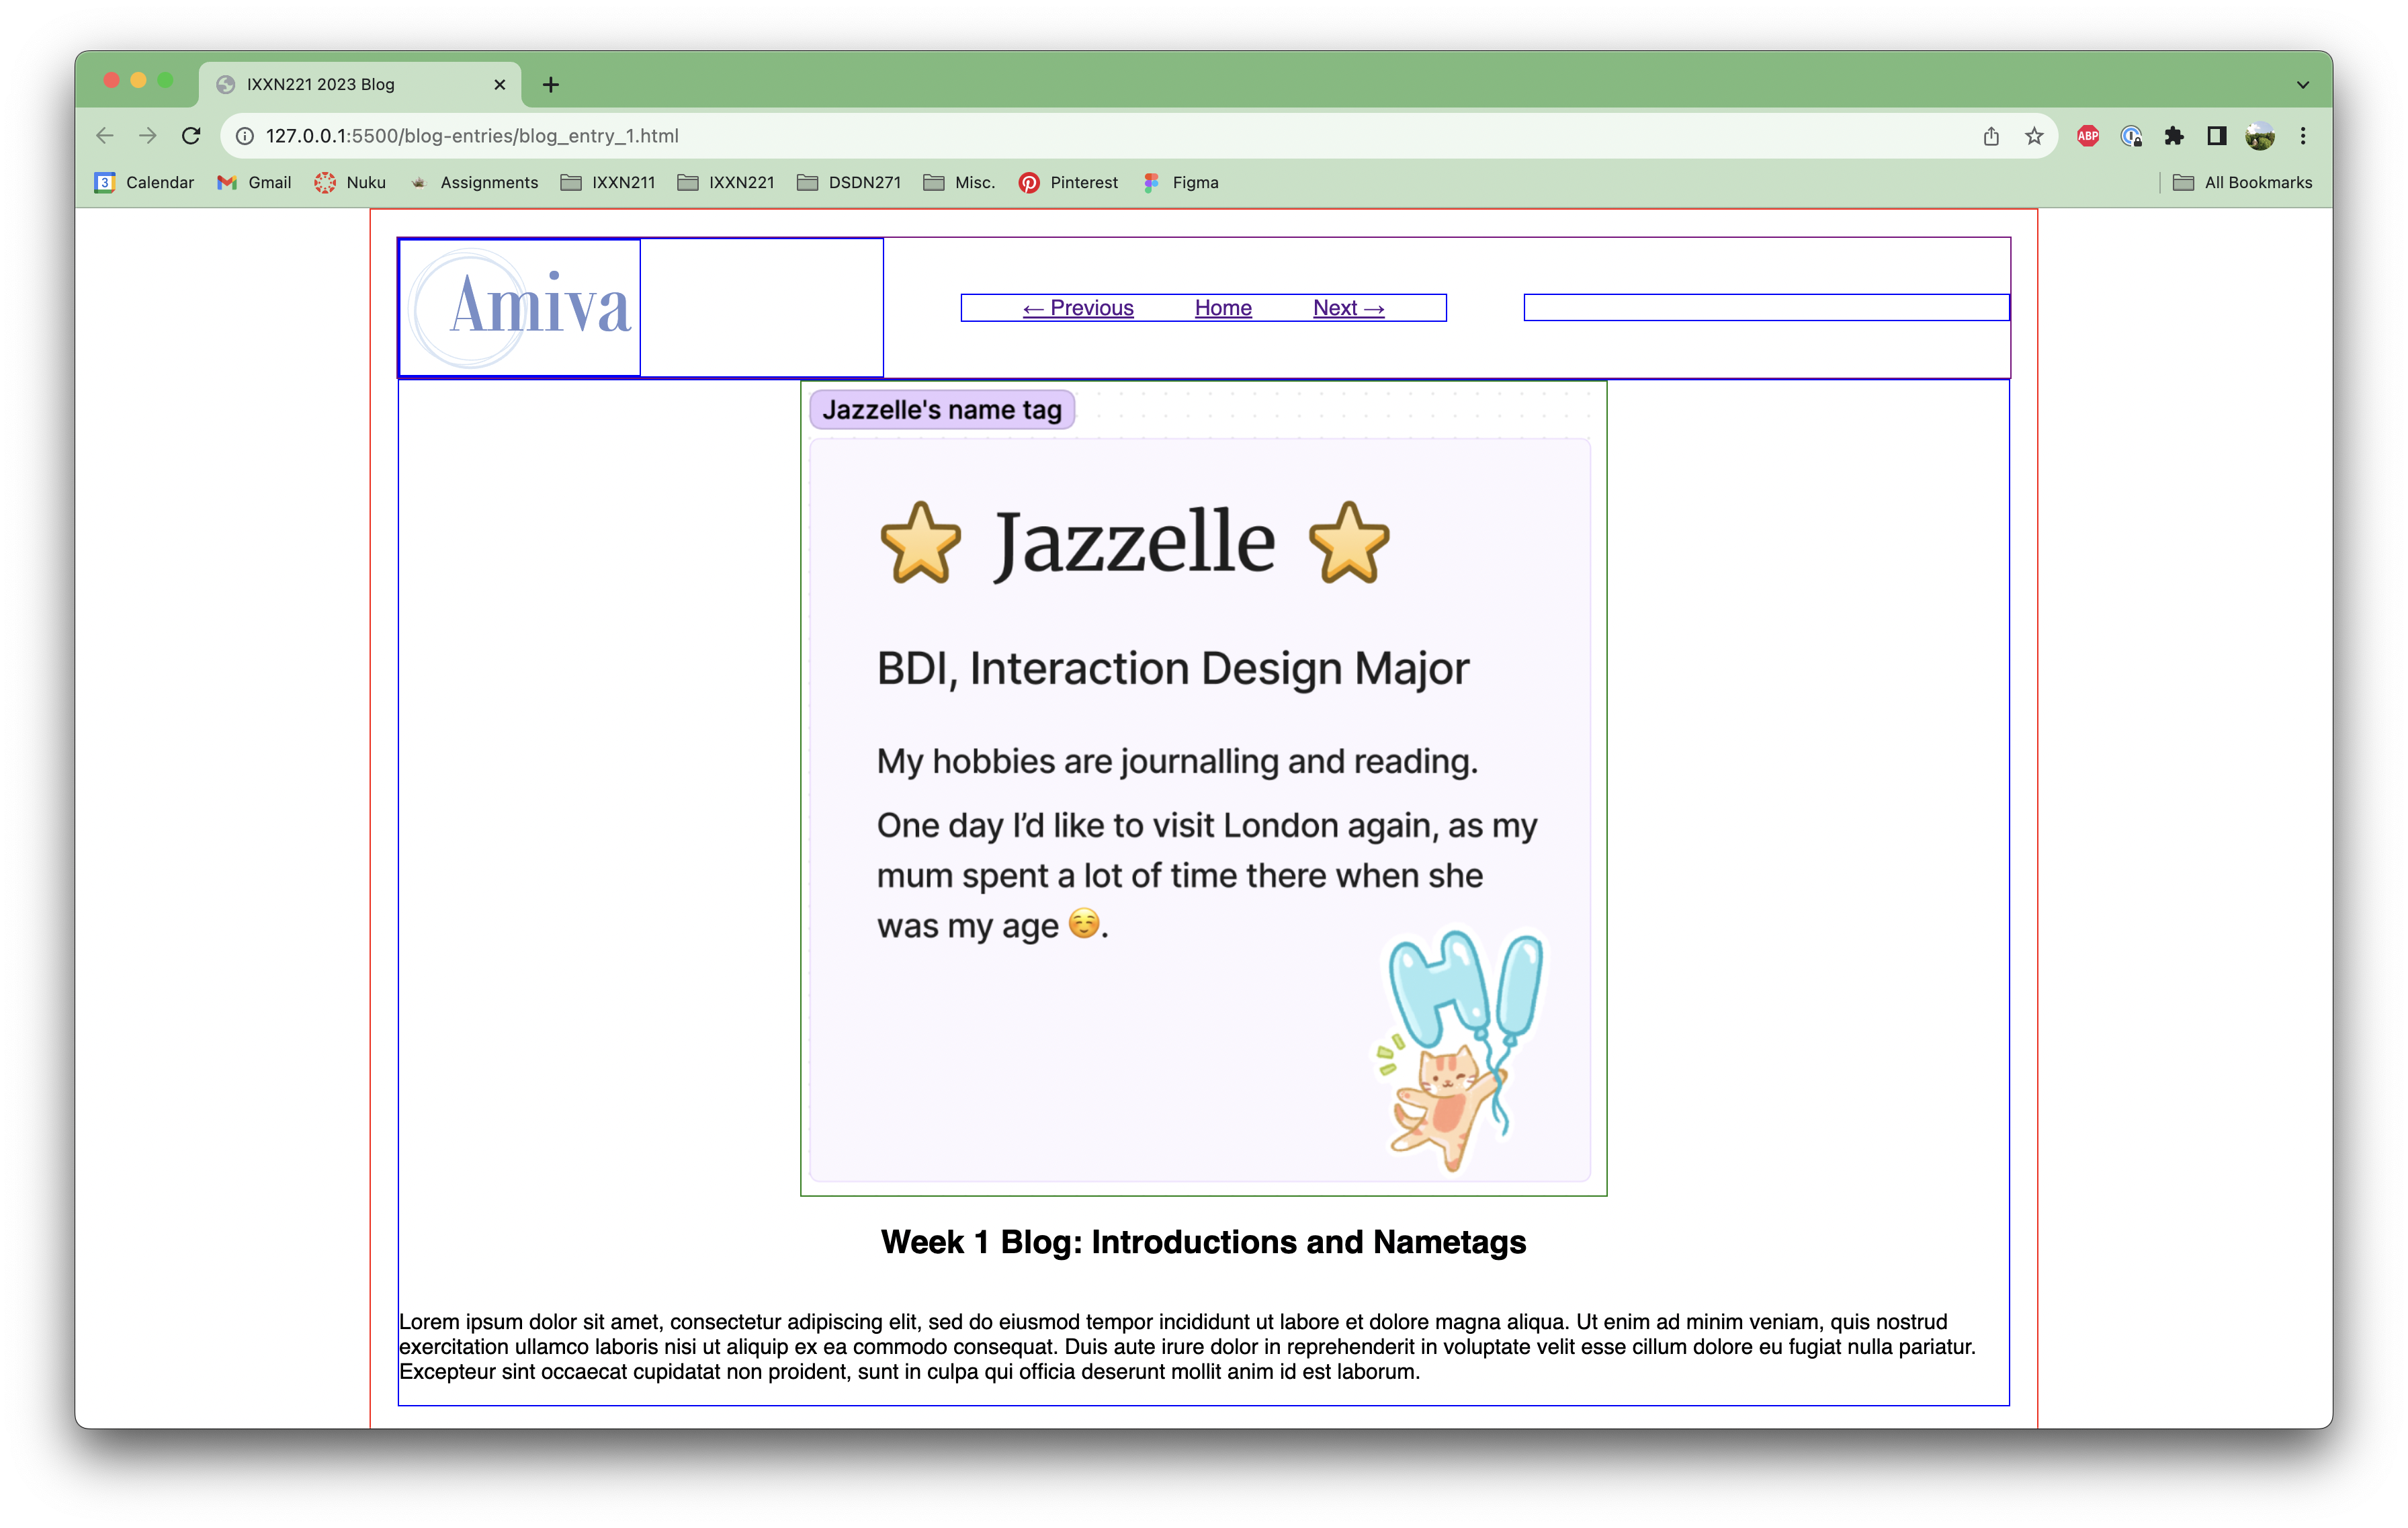 IXXN221 2023 Blog
127.0.0.1:5500/blog-entries/blog_entry_1.html
ABP
3 Calendar Gmail Nuku Assignments IXXN211 IXXN221 DSDN271 Misc. Pinterest Figma All Bookmarks
Amiva
← Previous Home Next →
Jazzelle's name tag
⭐ Jazzelle ⭐
BDI, Interaction Design Major
My hobbies are journalling and reading.
One day I’d like to visit London again, as my
mum spent a lot of time there when she
was my age ☺️.
HI
Week 1 Blog: Introductions and Nametags
Lorem ipsum dolor sit amet, consectetur adipiscing elit, sed do eiusmod tempor incididunt ut labore et dolore magna aliqua. Ut enim ad minim veniam, quis nostrud
exercitation ullamco laboris nisi ut aliquip ex ea commodo consequat. Duis aute irure dolor in reprehenderit in voluptate velit esse cillum dolore eu fugiat nulla pariatur.
Excepteur sint occaecat cupidatat non proident, sunt in culpa qui officia deserunt mollit anim id est laborum.